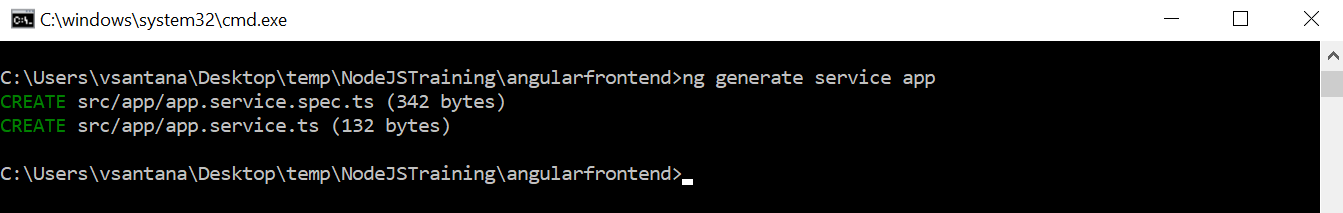 C:\windows\system32\cmd.exe
C:\Users\vsantana\Desktop\temp\NodeJSTraining\angularfrontend>ng generate service app
CREATE src/app/app.service.spec.ts (342 bytes)
CREATE src/app/app.service.ts (132 bytes)
C:\Users\vsantana\Desktop\temp\NodeJSTraining\angularfrontend>